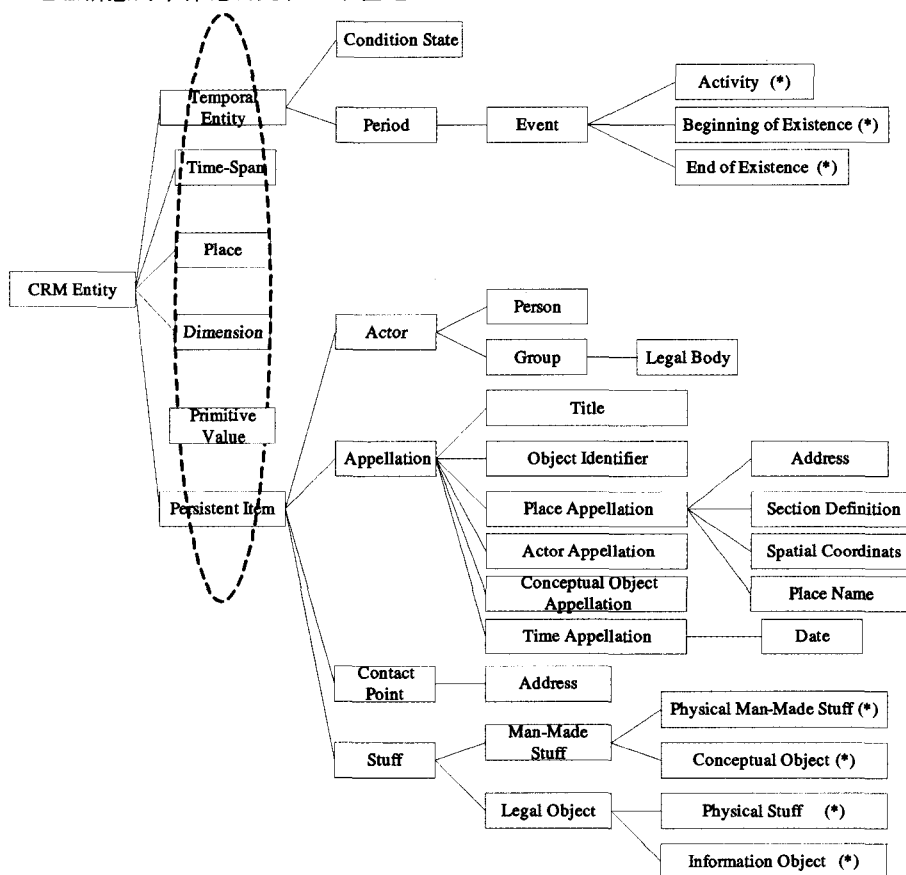 Condition State
Temporal
Entity
Activity (*)
Period
Event
Beginning of Existence (*)
Time-Span
End of Existence (*)
Place
CRM Entity
Person
Dimension
Actor
Group
Legal Body
Title
Primitive
Value
Appellation
Object Identifier
Address
Persistent Item
Place Appellation
Section Definition
Actor Appellation
Spatial Coordinats
Conceptual Object
Appellation
Place Name
Time Appellation
Date
Contact
Point
Address
Physical Man-Made Stuff (*)
Man-Made
Stuff
Stuff
Conceptual Object (*)
Legal Object
Physical Stuff (*)
Information Object (*)